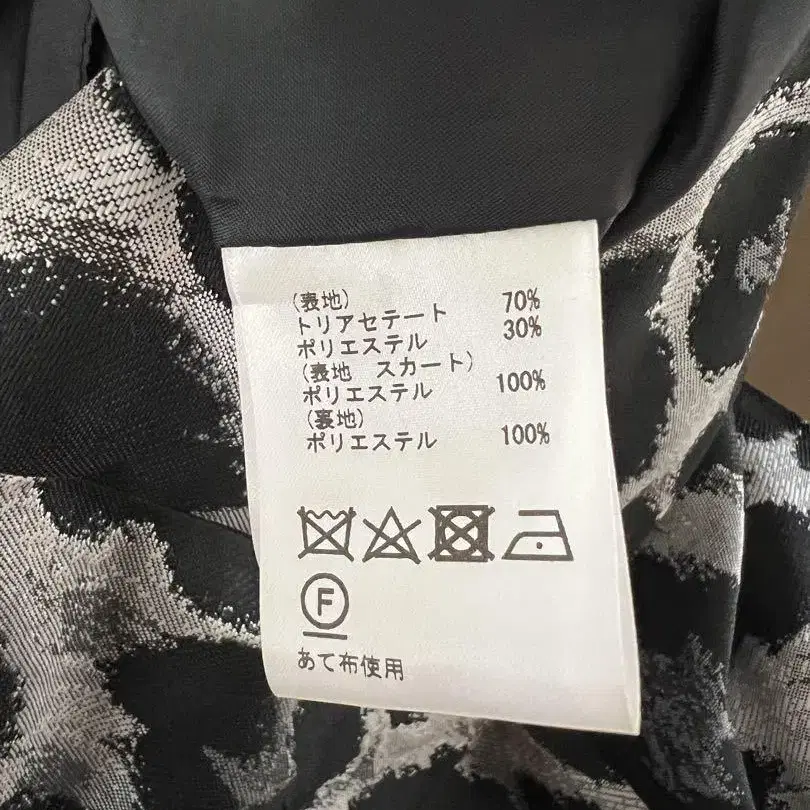 (表地)
トリアセテート 70%
ポリエステル 30%
(表地 スカート)
ポリエステル 100%
(裏地)
ポリエステル 100%
F
あて布使用